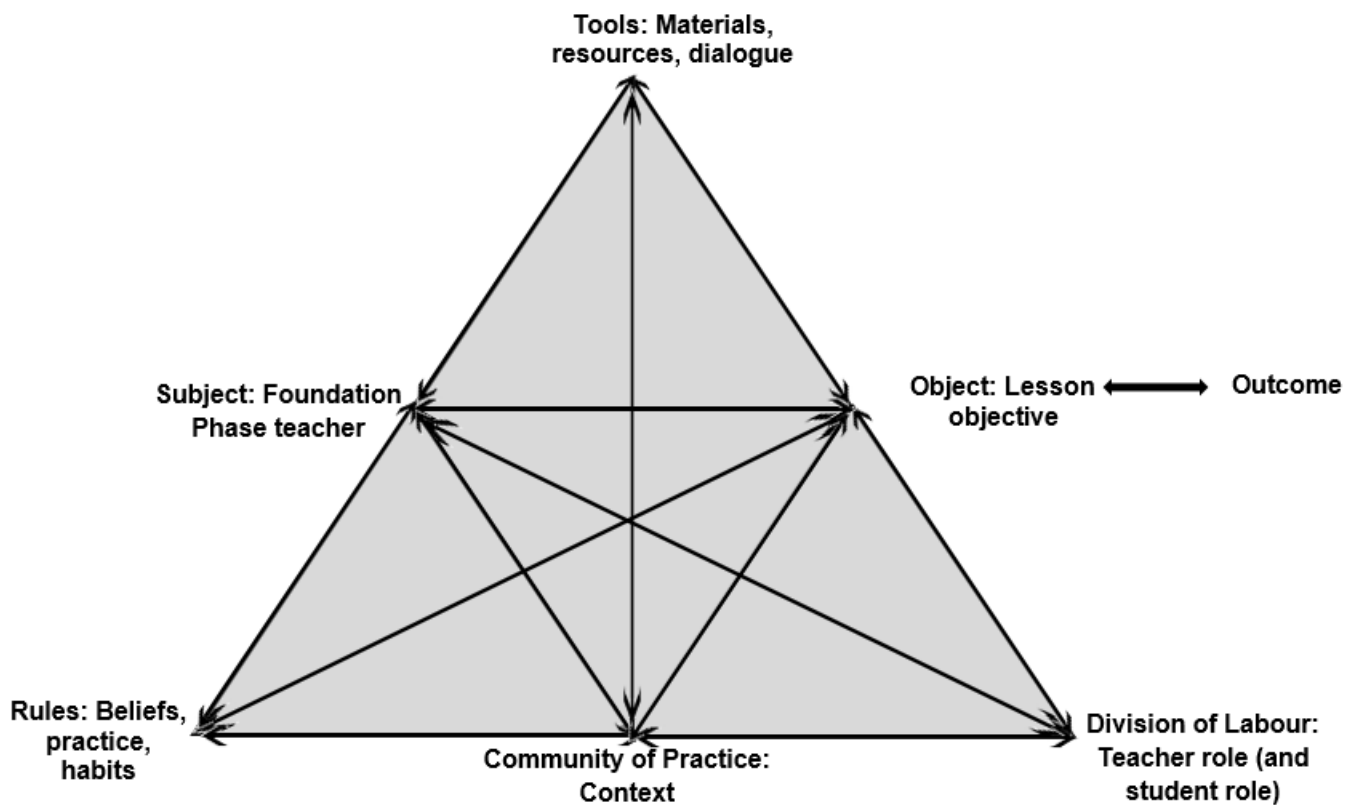 Tools: Materials,
resources, dialogue
Subject: Foundation
Phase teacher
Object: Lesson
objective
Outcome
Rules: Beliefs,
practice,
habits
Community of Practice:
Context
Division of Labour:
Teacher role (and
student role)